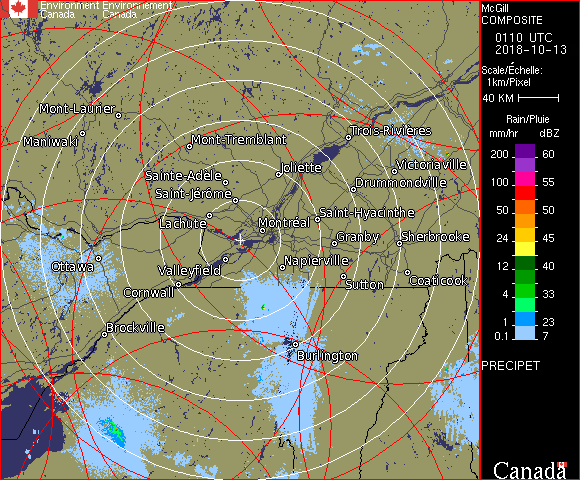 Environment Environnement
Canada Canada
McGill
COMPOSITE
0110 UTC
2018-10-13
Scale/Échelle:
1km/Pixel
40 KM
Rain/Pluie
mm/hr dBZ
200 60
155
100 55
50 50
24 45
12 40
4 33
1 23
0.1 7
PRECIPET
Canada
Mont-Laurier
Maniwaki
Mont-Tremblant
Trois-Rivières
Sainte-Adèle
Joliette
Victoriaville
Saint-Jérôme
Drummondville
Lachute
Montréal
Saint-Hyacinthe
Granby
Sherbrooke
Ottawa
Valleyfield
Napierville
Cornwall
Sutton
Coaticook
Brockville
Burlington